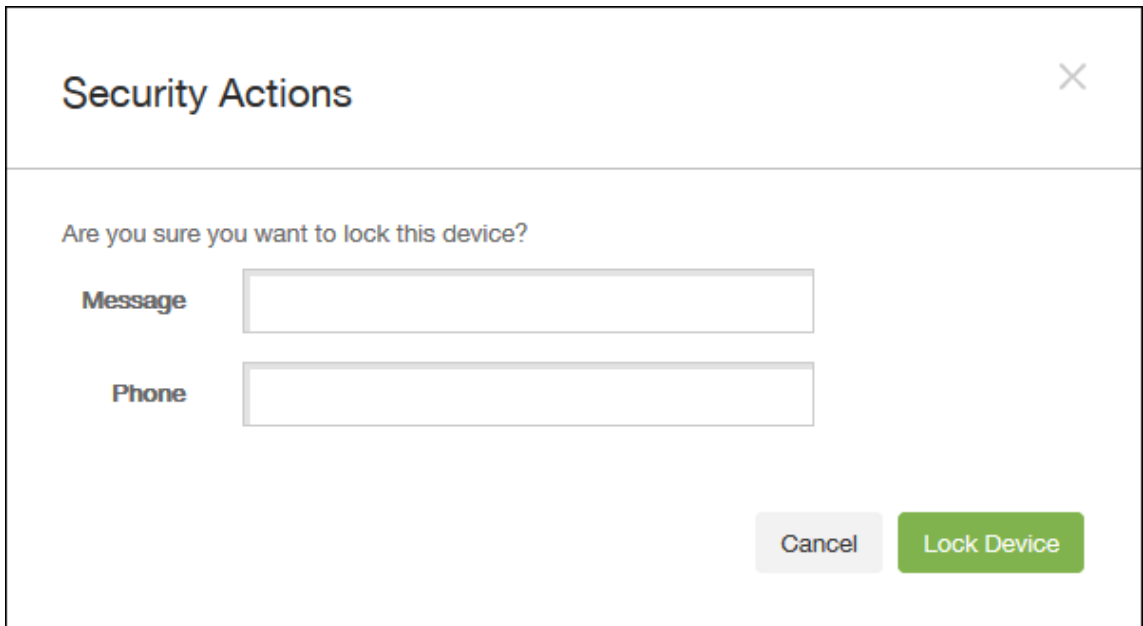 Security Actions
Are you sure you want to lock this device?
Message
Phone
Cancel Lock Device